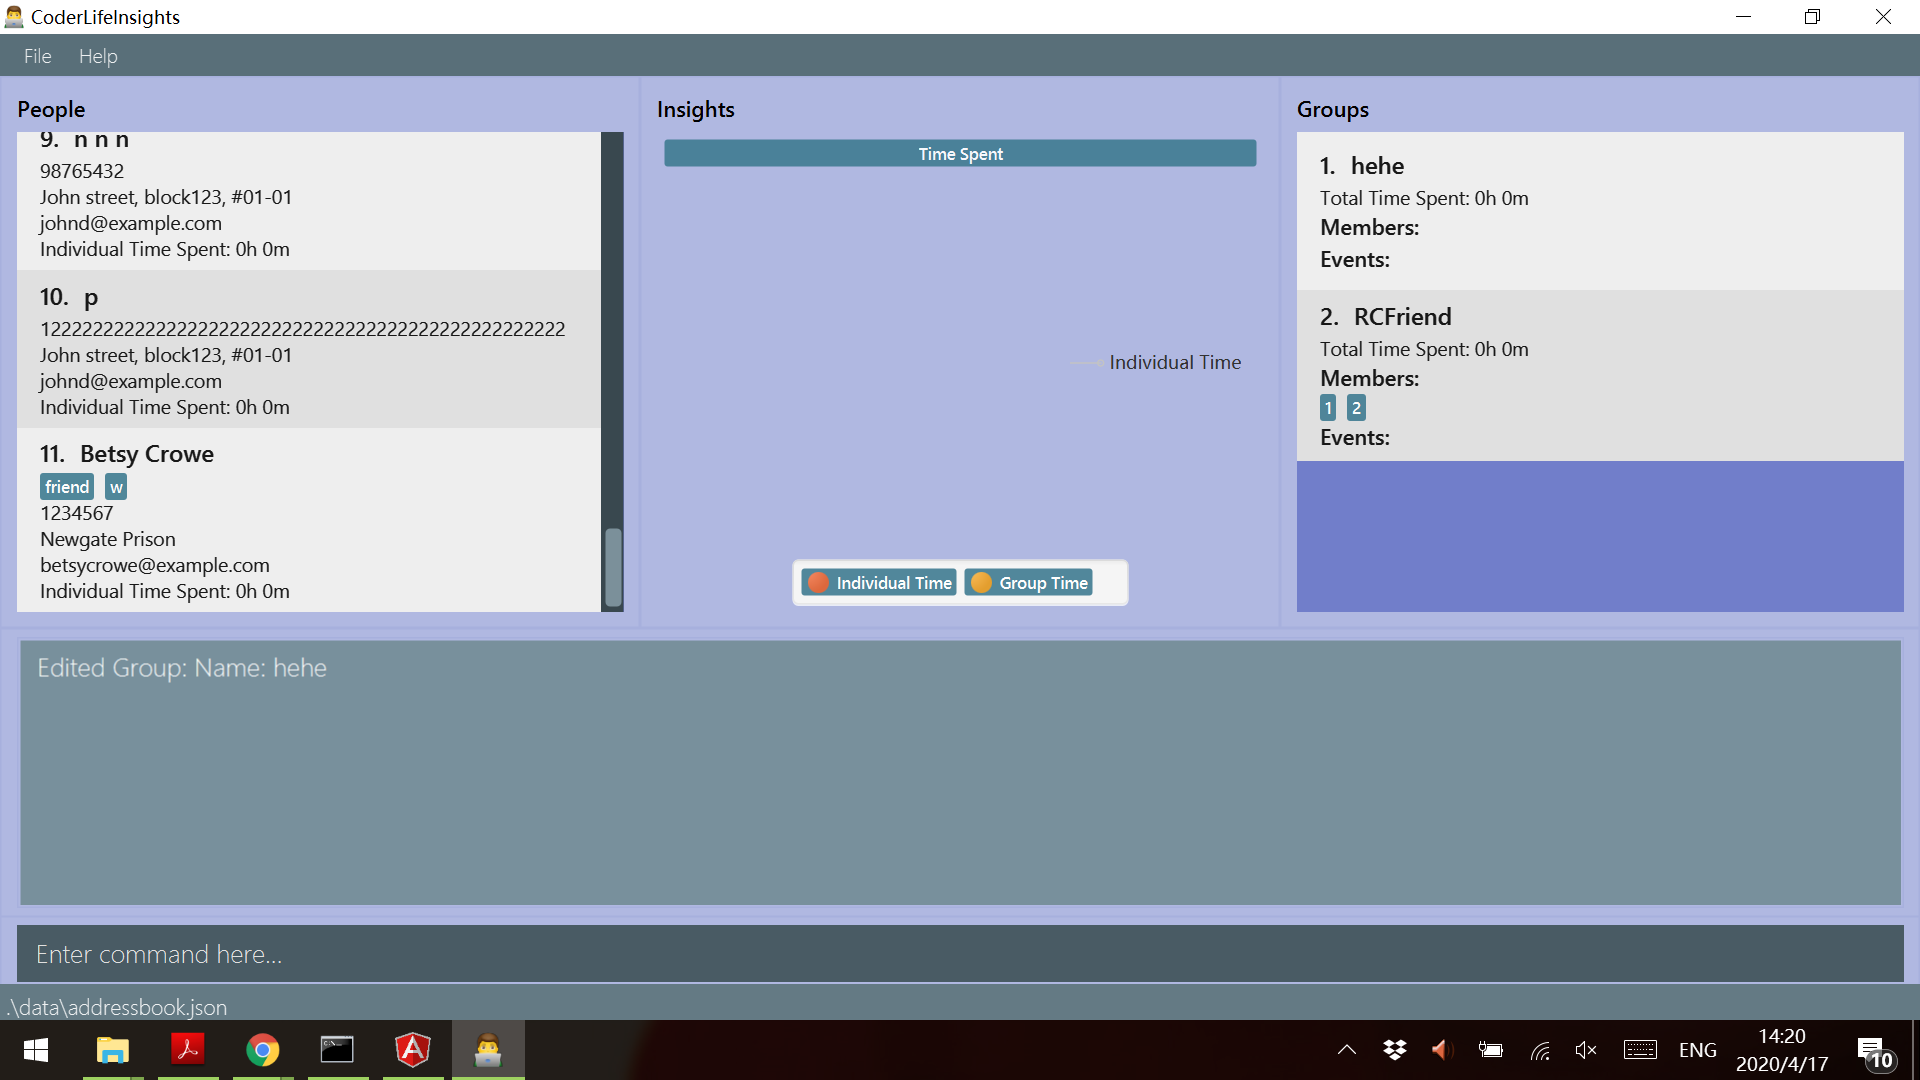 CoderLifeInsights
File Help
People
9. n n n
98765432
John street, block123, #01-01
johnd@example.com
Individual Time Spent: 0h 0m
10. p
122222222222222222222222222222222222222222222222
John street, block123, #01-01
johnd@example.com
Individual Time Spent: 0h 0m
11. Betsy Crowe
friend w
1234567
Newgate Prison
betsycrowe@example.com
Individual Time Spent: 0h 0m
Insights
Time Spent
Individual Time
Individual Time Group Time
Groups
1. hehe
Total Time Spent: 0h 0m
Members:
Events:
2. RCFriend
Total Time Spent: 0h 0m
Members:
1 2
Events:
Edited Group: Name: hehe
Enter command here...
.\data\addressbook.json
ENG
14:20
2020/4/17
10